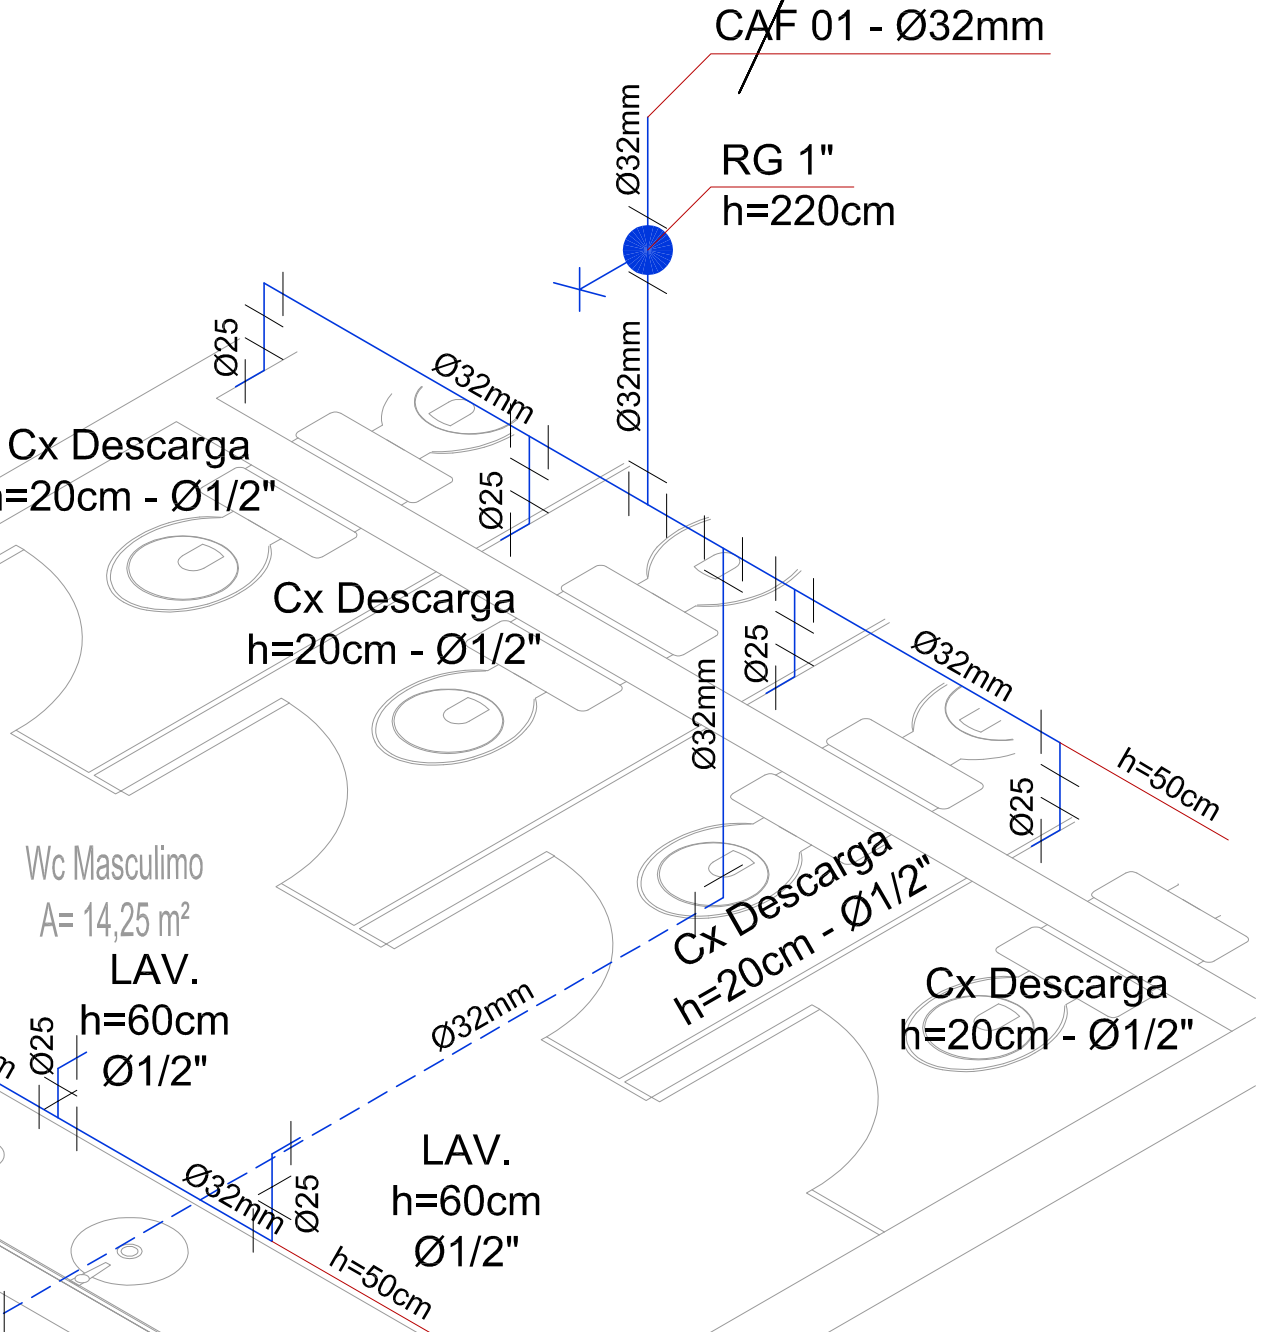 CAF 01 - Ø32mm
Ø32mm
RG 1"
h=220cm
Ø25
Ø32mm
Ø32mm
Cx Descarga
=20cm - Ø1/2"
Ø25
Cx Descarga
h=20cm - Ø1/2"
Ø25
Ø32mm
Ø32mm
h=50cm
Ø25
Wc Masculimo
A= 14,25 m²
Cx Descarga
h=20cm - Ø1/2"
LAV.
h=60cm
Ø1/2"
Ø25
Ø32mm
Cx Descarga
h=20cm - Ø1/2"
m
LAV.
h=60cm
Ø1/2"
Ø32mm
Ø25
h=50cm